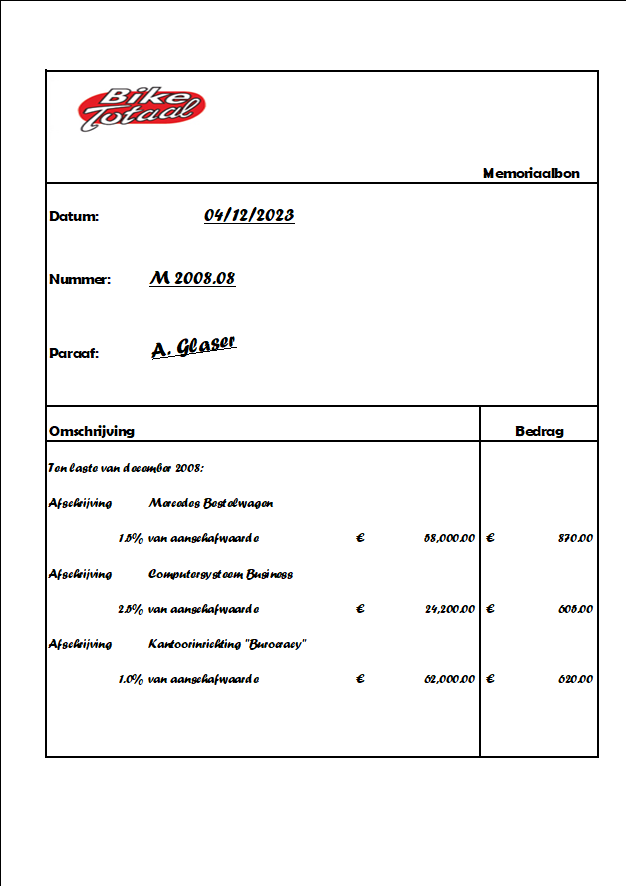 Bike
Totaal
Memoriaalbon
Datum: 04/12/2023
Nummer: M 2008.08
Paraaf: A. Glaser
Omschrijving Bedrag
Ten laste van december 2008:
Afschrijving Mercedes Bestelwagen
1.5% van aanschafwaarde € 58,000.00 € 870.00
Afschrijving Computersysteem Business
2.5% van aanschafwaarde € 24,200.00 € 605.00
Afschrijving Kantoorinrichting "Burocracy"
1.0% van aanschafwaarde € 62,000.00 € 620.00